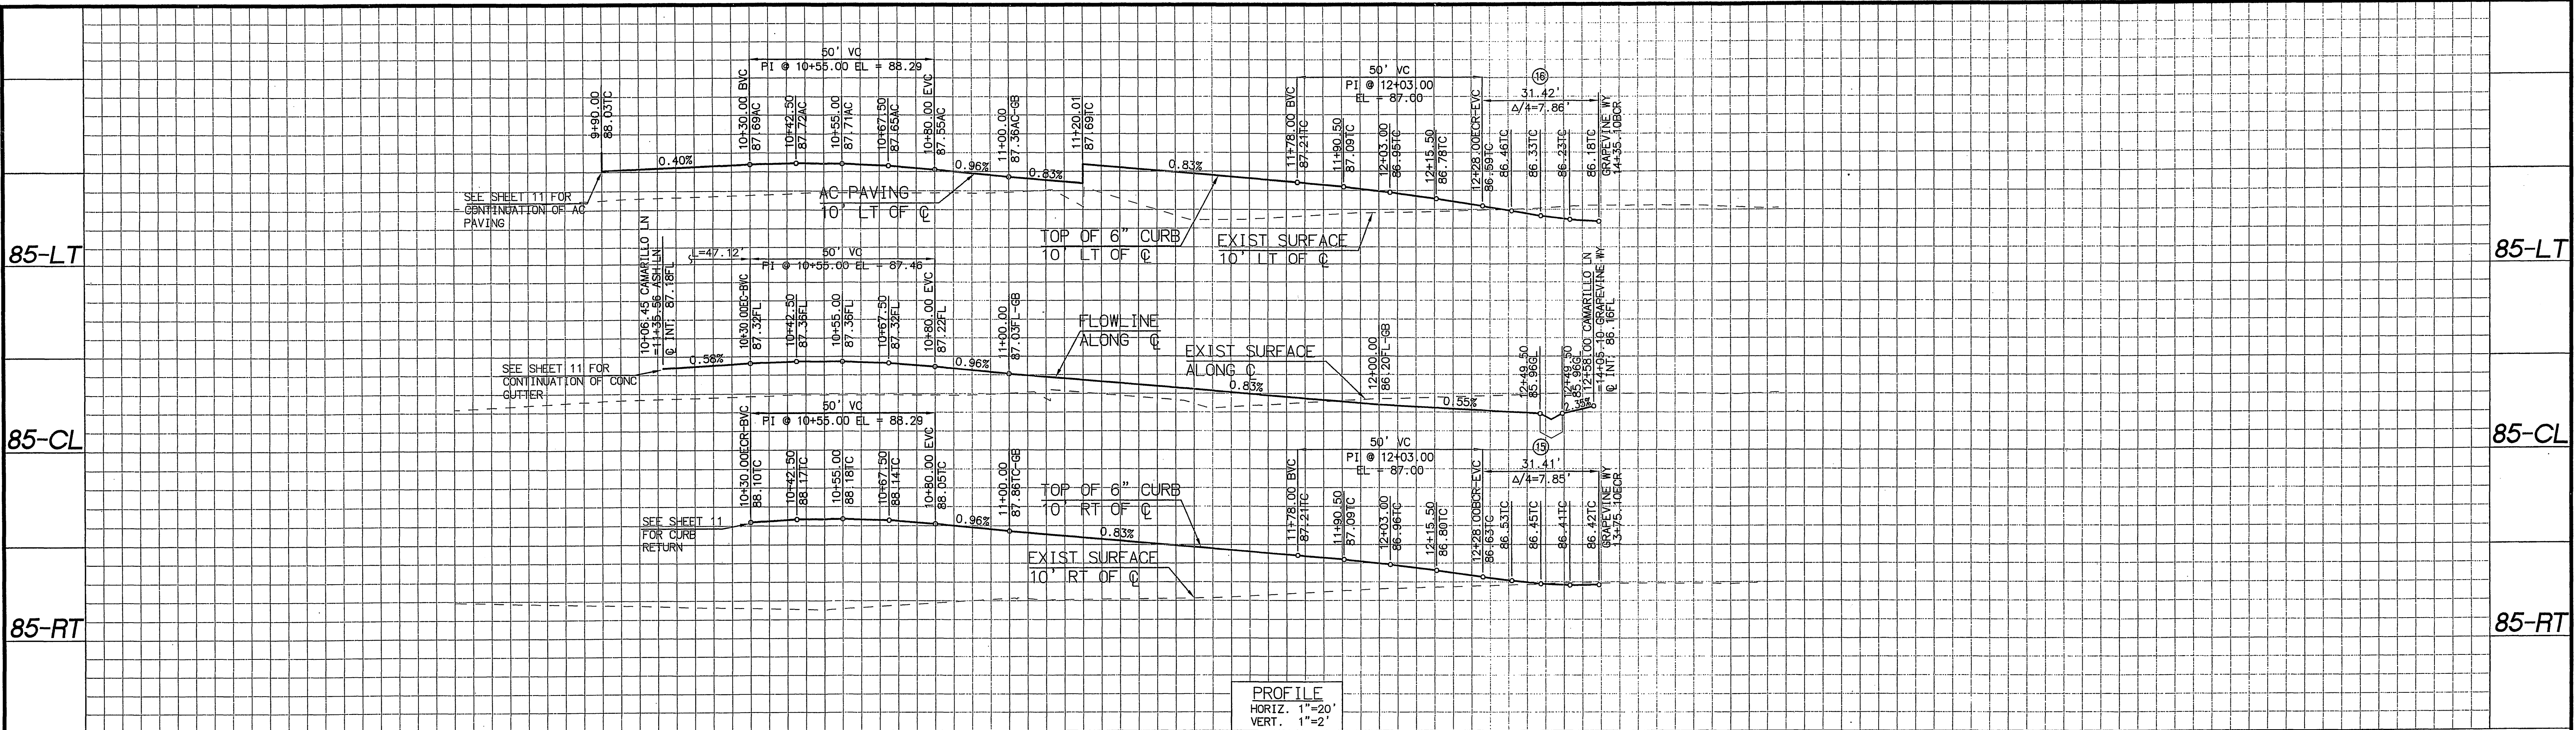 85-LT
85-LT
85-CL
85-CL
85-RT
85-RT
9+90.00
88.03TC
50' VC
PI @ 10+55.00 EL = 88.29
10+30.00 BVC
87.69AC
10+42.50
87.72AC
10+55.00
87.71AC
10+67.50
87.65AC
10+80.00 EVC
87.55AC
11+00.00
87.36AC-GB
11+20.01
87.69TC
50' VC
PI @ 12+03.00
EL = 87.00
11+78.00 BVC
87.21TC
11+90.50
87.09TC
12+03.00
86.95TC
12+15.50
86.78TC
12+28.00ECR-EVC
86.59TC
16
31.42'
Δ/4=7.86'
86.46TC
86.33TC
86.23TC
86.18TC
GRAPEVINE WY
14+35.10BCR
0.40%
0.96%
0.83%
0.83%
SEE SHEET 11 FOR
CONTINUATION OF AC
PAVING
AC PAVING
10' LT OF ℄
TOP OF 6" CURB
10' LT OF ℄
EXIST SURFACE
10' LT OF ℄
10+06.45 CAMARILLO LN
=11+35.56 ASH LN
℄ INT: 87.18FL
L=47.12'
50' VC
PI @ 10+55.00 EL = 87.46
10+30.00EC-BVC
87.32FL
10+42.50
87.36FL
10+55.00
87.36FL
10+67.50
87.32FL
10+80.00 EVC
87.22FL
11+00.00
87.03FL-GB
12+00.00
86.20FL-GB
12+49.50
85.96GL
12+49.50
85.96GL
12+58.00 CAMARILLO LN
=14+05.10 GRAPEVINE WY
℄ INT: 86.16FL
0.58%
0.96%
0.83%
0.55%
2.35%
SEE SHEET 11 FOR
CONTINUATION OF CONC
GUTTER
FLOWLINE
ALONG ℄
EXIST SURFACE
ALONG ℄
50' VC
PI @ 10+55.00 EL = 88.29
10+30.00ECR-BVC
88.10TC
10+42.50
88.17TC
10+55.00
88.18TC
10+67.50
88.14TC
10+80.00 EVC
88.05TC
11+00.00
87.86TC-GB
50' VC
PI @ 12+03.00
EL = 87.00
11+78.00 BVC
87.21TC
11+90.50
87.09TC
12+03.00
86.96TC
12+15.50
86.80TC
12+28.00BCR-EVC
86.63TC
15
31.41'
Δ/4=7.85'
86.53TC
86.45TC
86.41TC
86.42TC
GRAPEVINE WY
13+75.10ECR
0.96%
0.83%
SEE SHEET 11
FOR CURB
RETURN
TOP OF 6" CURB
10' RT OF ℄
EXIST SURFACE
10' RT OF ℄
PROFILE
HORIZ. 1"=20'
VERT. 1"=2'